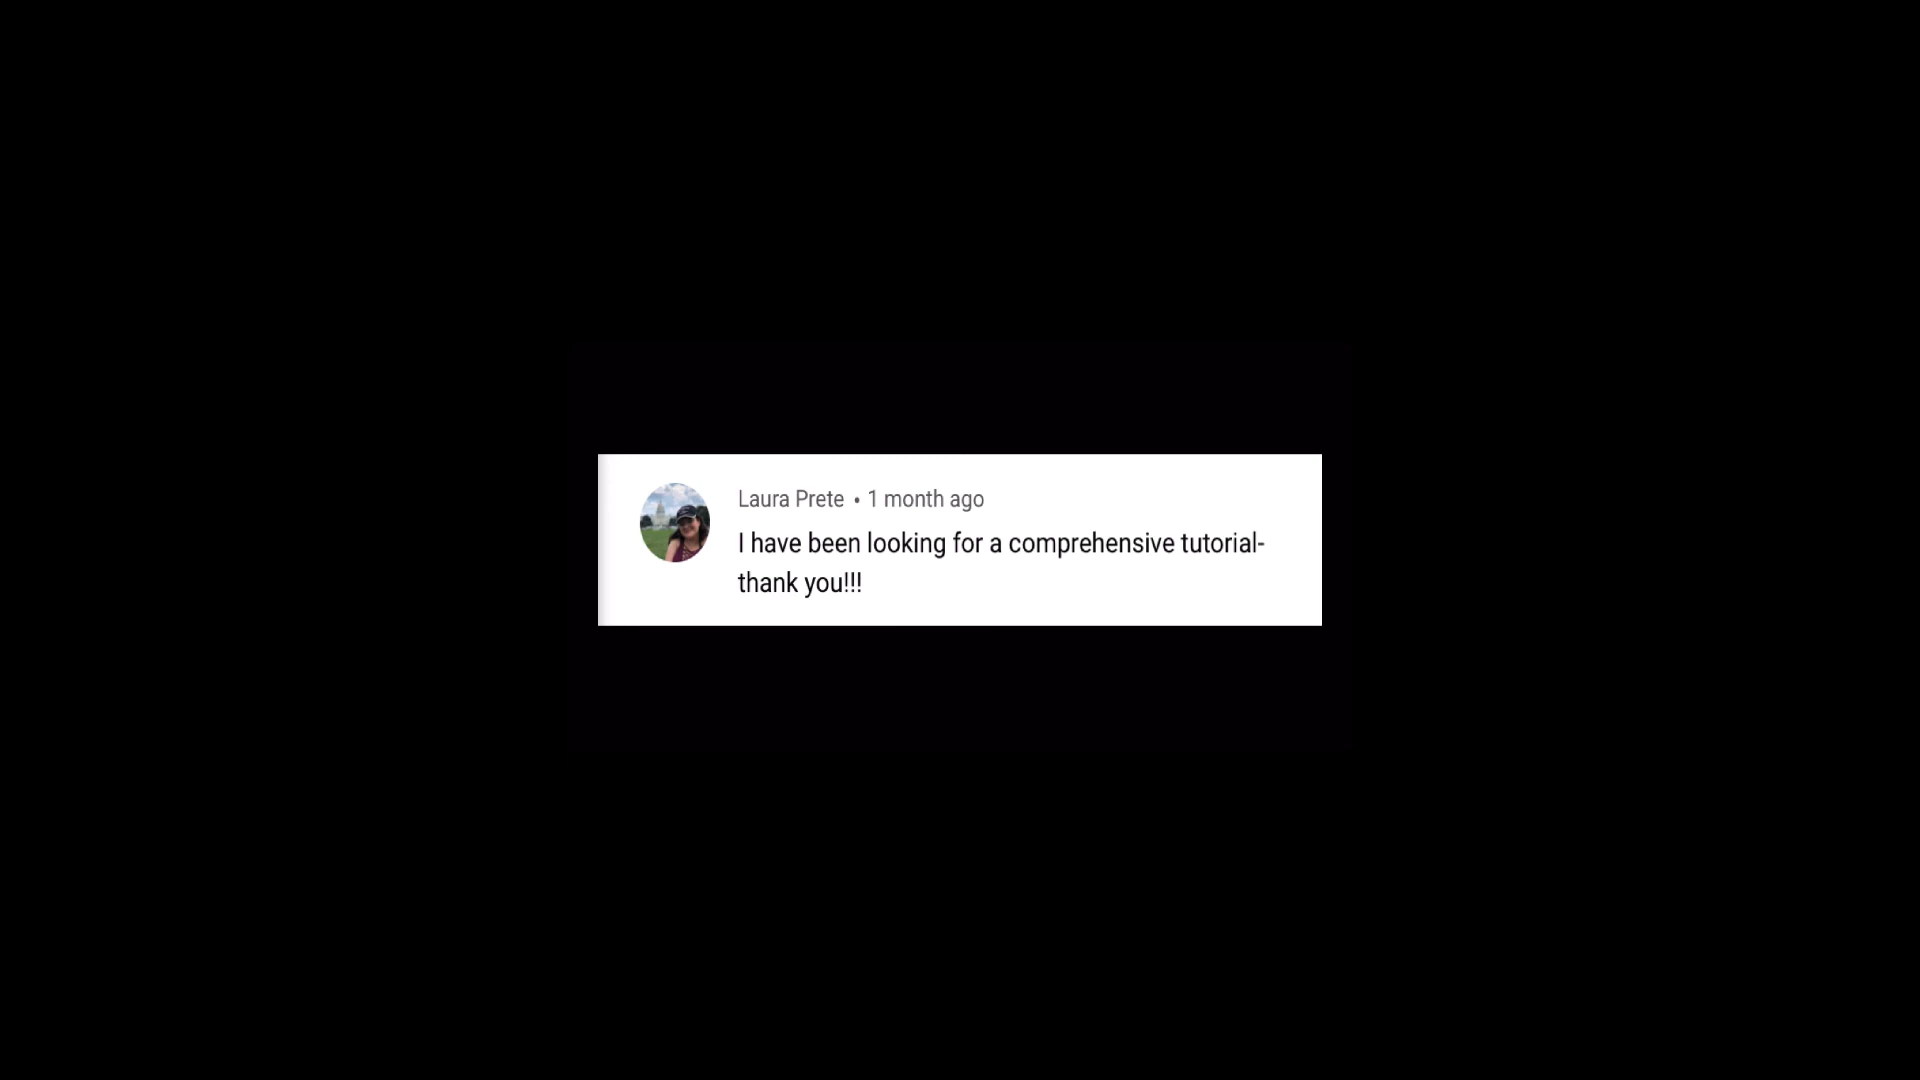 Laura Prete • 1 month ago
I have been looking for a comprehensive tutorial-
thank you!!!